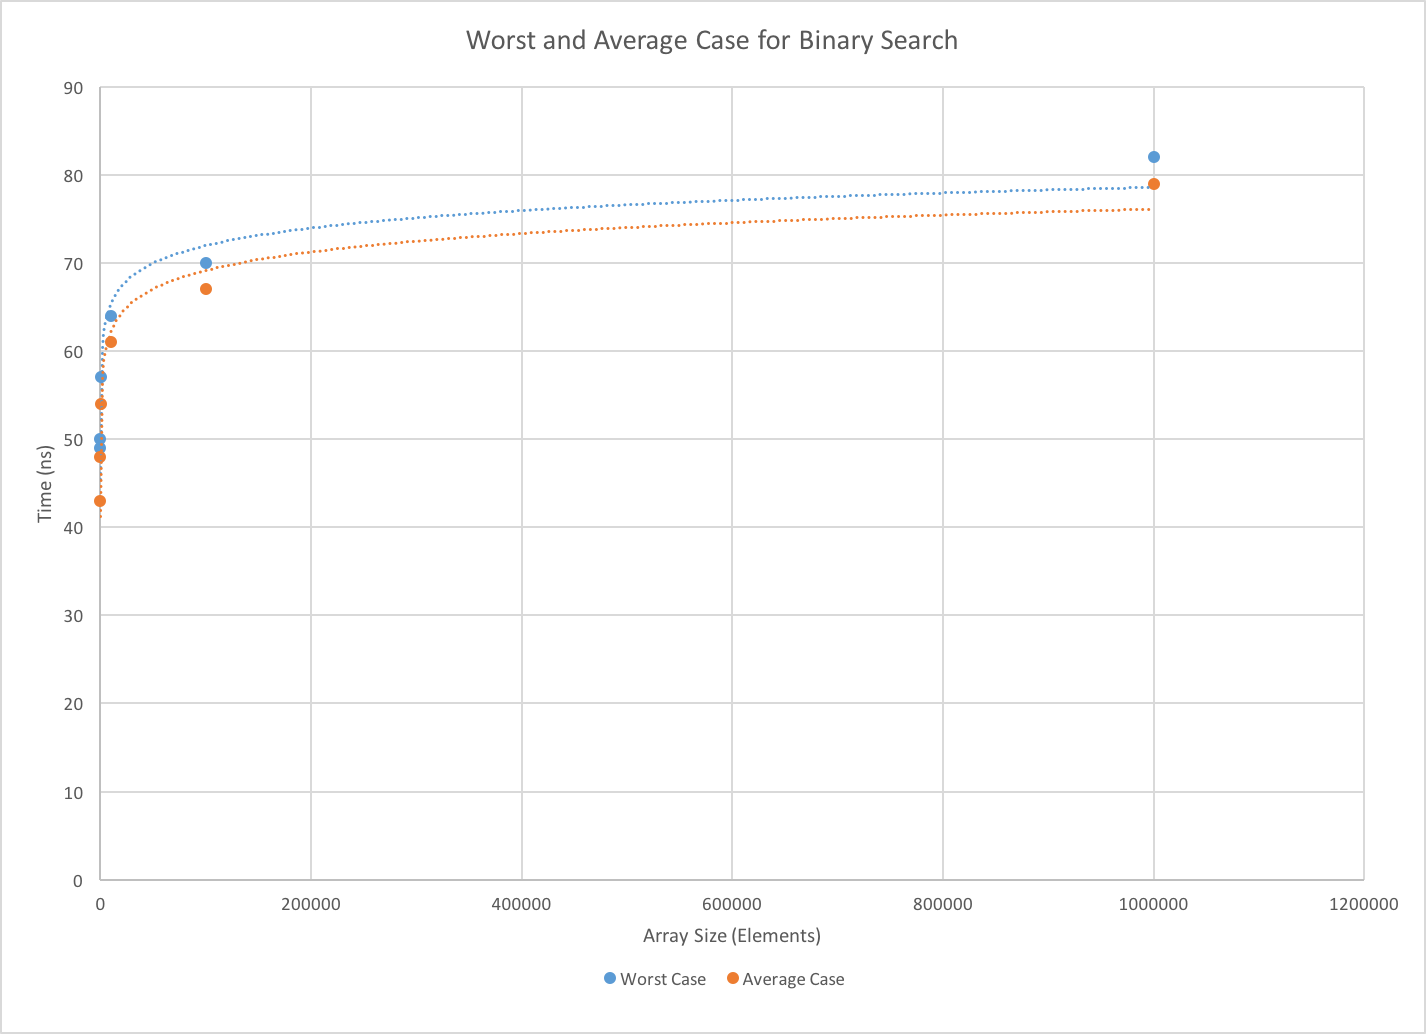 Worst and Average Case for Binary Search
90
80
70
60
50
40
30
20
10
0
Time (ns)
0 200000 400000 600000 800000 1000000 1200000
Array Size (Elements)
Worst Case Average Case